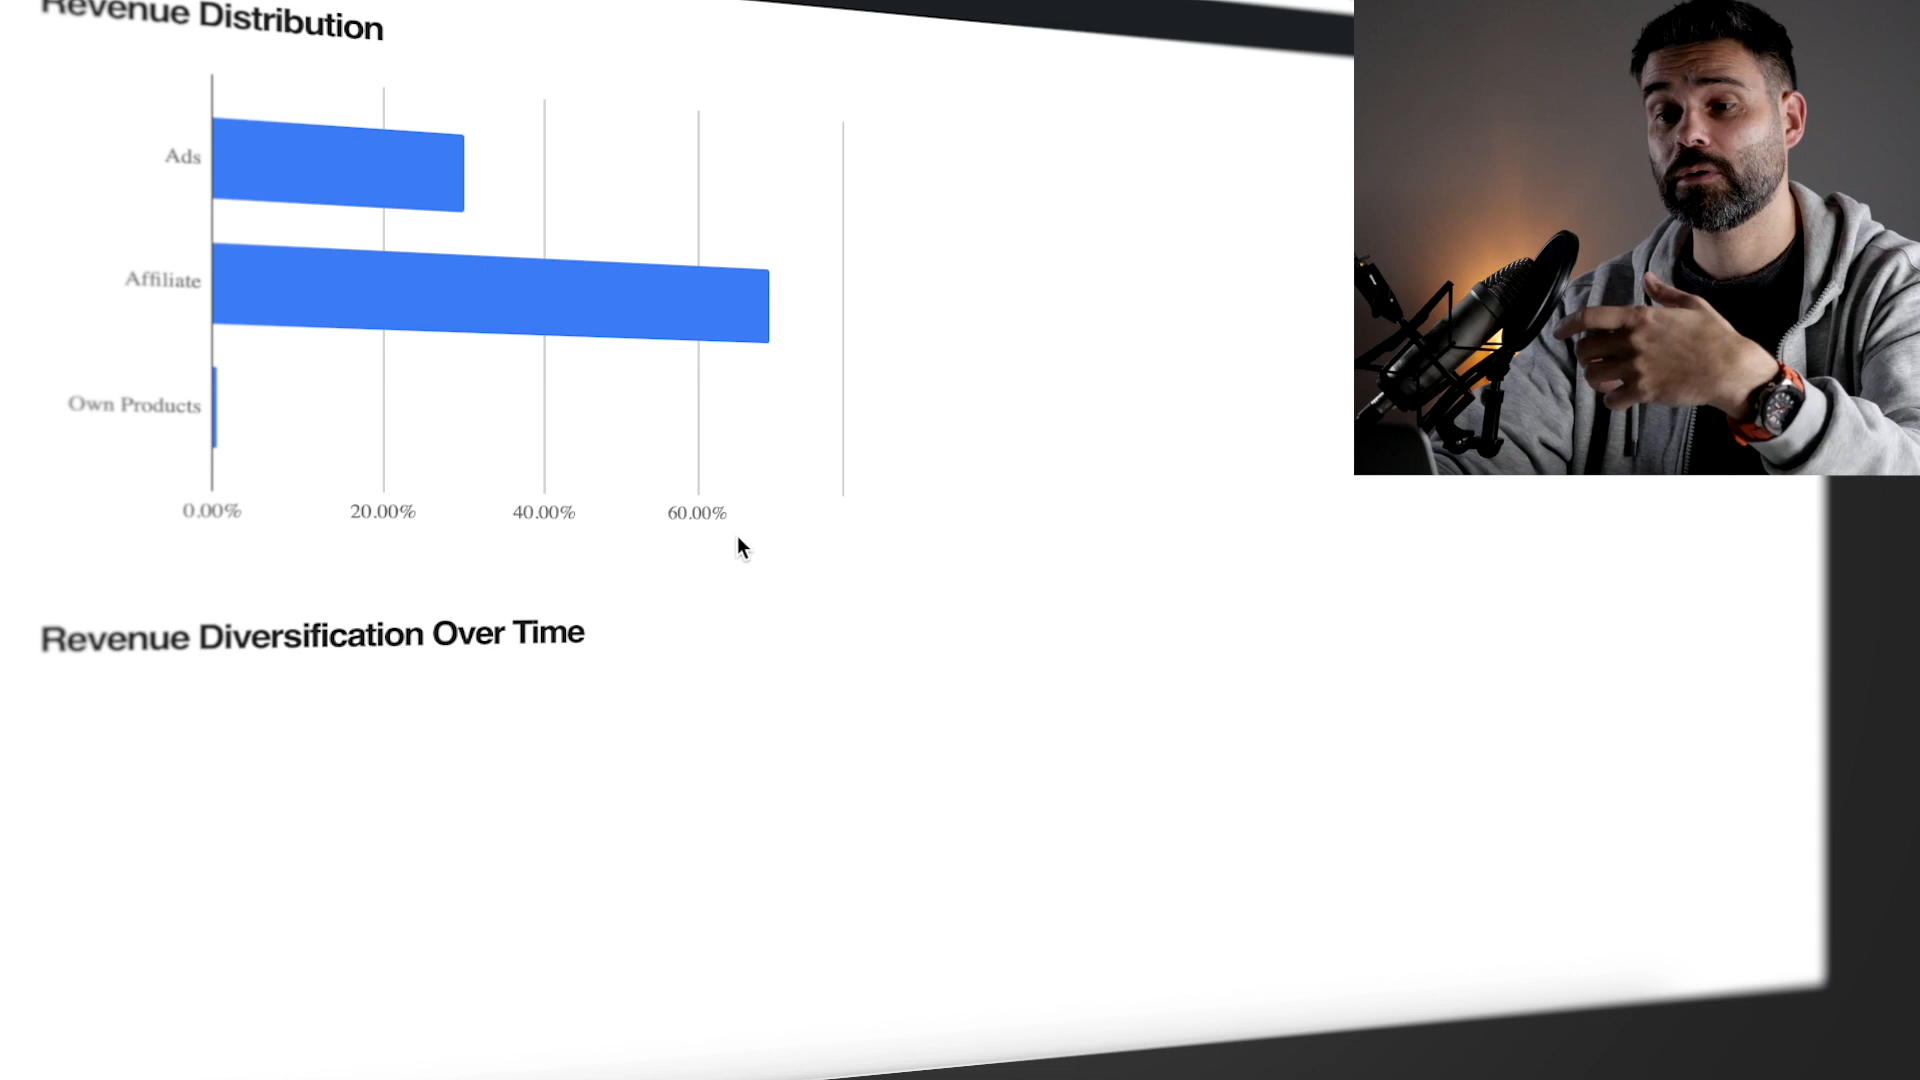 Revenue Distribution
Ads
Affiliate
Own Products
0.00%
20.00%
40.00%
60.00%
Revenue Diversification Over Time